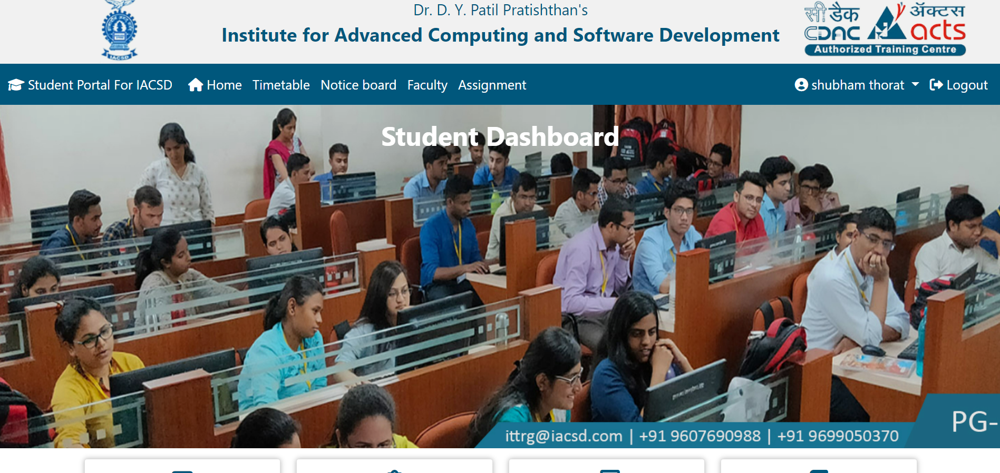 Dr. D. Y. Patil Pratishthan's
Institute for Advanced Computing and Software Development
IACSD
सी डैक
CDAC
ॲक्टस
acts
Authorized Training Centre
Student Portal For IACSD Home Timetable Notice board Faculty Assignment shubham thorat Logout
Student Dashboard
PG-
ittrg@iacsd.com | +91 9607690988 | +91 9699050370